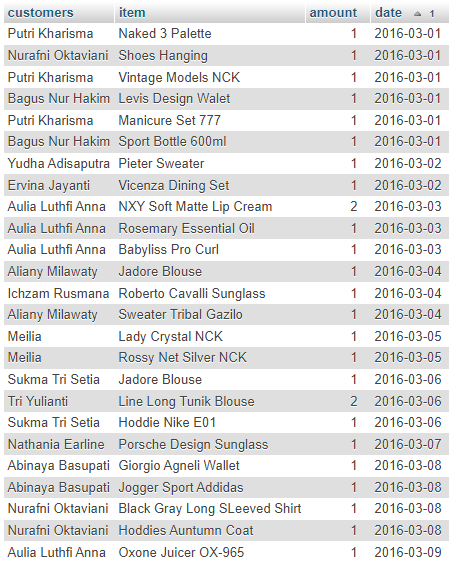 customers item amount date 1
Putri Kharisma Naked 3 Palette 1 2016-03-01
Nurafni Oktaviani Shoes Hanging 1 2016-03-01
Putri Kharisma Vintage Models NCK 1 2016-03-01
Bagus Nur Hakim Levis Design Walet 1 2016-03-01
Putri Kharisma Manicure Set 777 1 2016-03-01
Bagus Nur Hakim Sport Bottle 600ml 1 2016-03-01
Yudha Adisaputra Pieter Sweater 1 2016-03-02
Ervina Jayanti Vicenza Dining Set 1 2016-03-02
Aulia Luthfi Anna NXY Soft Matte Lip Cream 2 2016-03-03
Aulia Luthfi Anna Rosemary Essential Oil 1 2016-03-03
Aulia Luthfi Anna Babyliss Pro Curl 1 2016-03-03
Aliany Milawaty Jadore Blouse 1 2016-03-04
Ichzam Rusmana Roberto Cavalli Sunglass 1 2016-03-04
Aliany Milawaty Sweater Tribal Gazilo 1 2016-03-04
Meilia Lady Crystal NCK 1 2016-03-05
Meilia Rossy Net Silver NCK 1 2016-03-05
Sukma Tri Setia Jadore Blouse 1 2016-03-06
Tri Yulianti Line Long Tunik Blouse 2 2016-03-06
Sukma Tri Setia Hoddie Nike E01 1 2016-03-06
Nathania Earline Porsche Design Sunglass 1 2016-03-07
Abinaya Basupati Giorgio Agneli Wallet 1 2016-03-08
Abinaya Basupati Jogger Sport Addidas 1 2016-03-08
Nurafni Oktaviani Black Gray Long SLeeved Shirt 1 2016-03-08
Nurafni Oktaviani Hoddies Auntumn Coat 1 2016-03-08
Aulia Luthfi Anna Oxone Juicer OX-965 1 2016-03-09